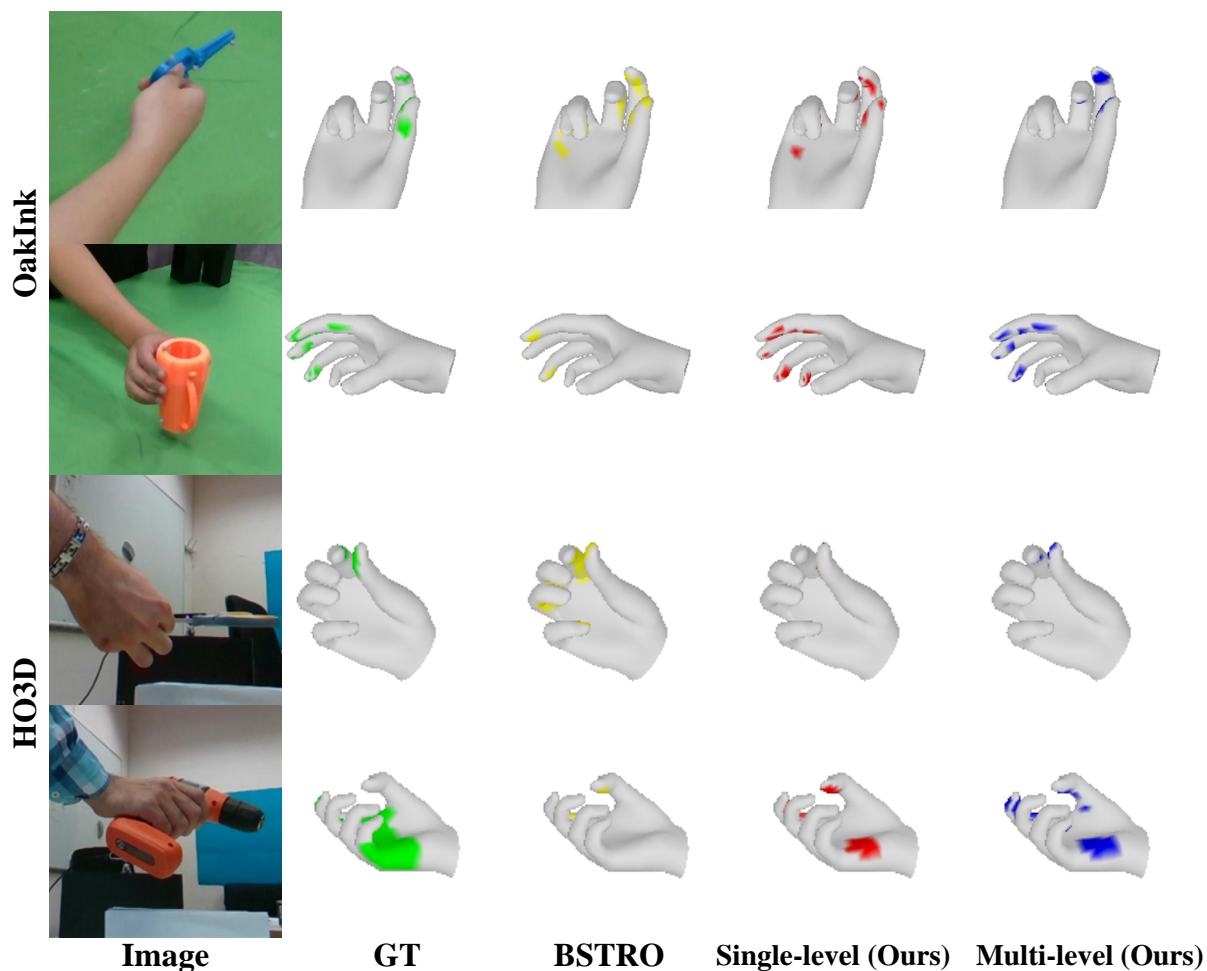 OakInk
HO3D
Image
GT
BSTRO
Single-level (Ours)
Multi-level (Ours)